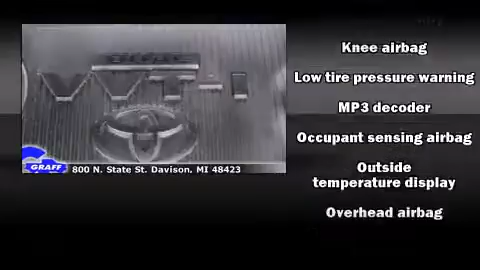 VVT-i
GRAFF
800 N. State St. Davison, MI 48423
Knee airbag
Low tire pressure warning
MP3 decoder
Occupant sensing airbag
Outside
temperature display
Overhead airbag